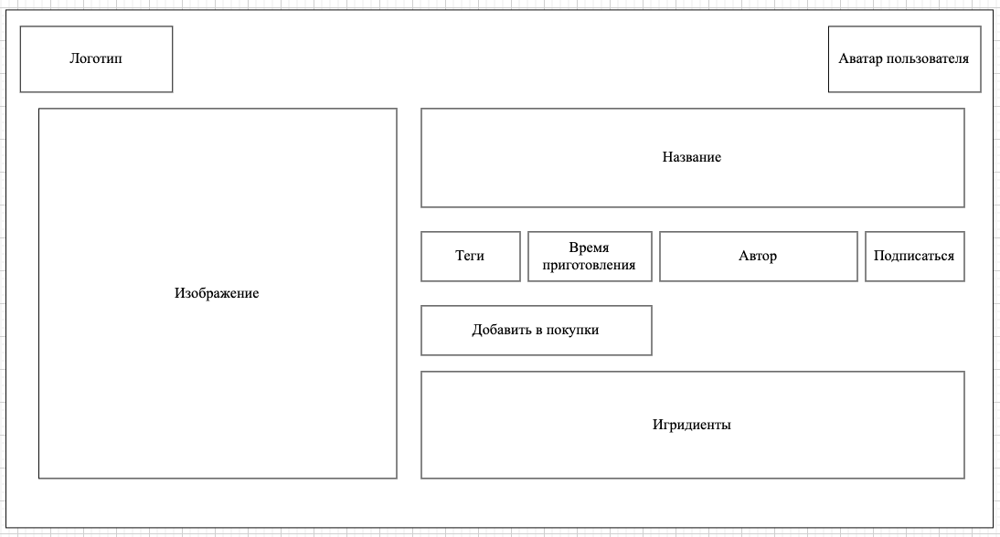 Логотип
Аватар пользователя
Изображение
Название
Теги
Время
приготовления
Автор
Подписаться
Добавить в покупки
Игридиенты